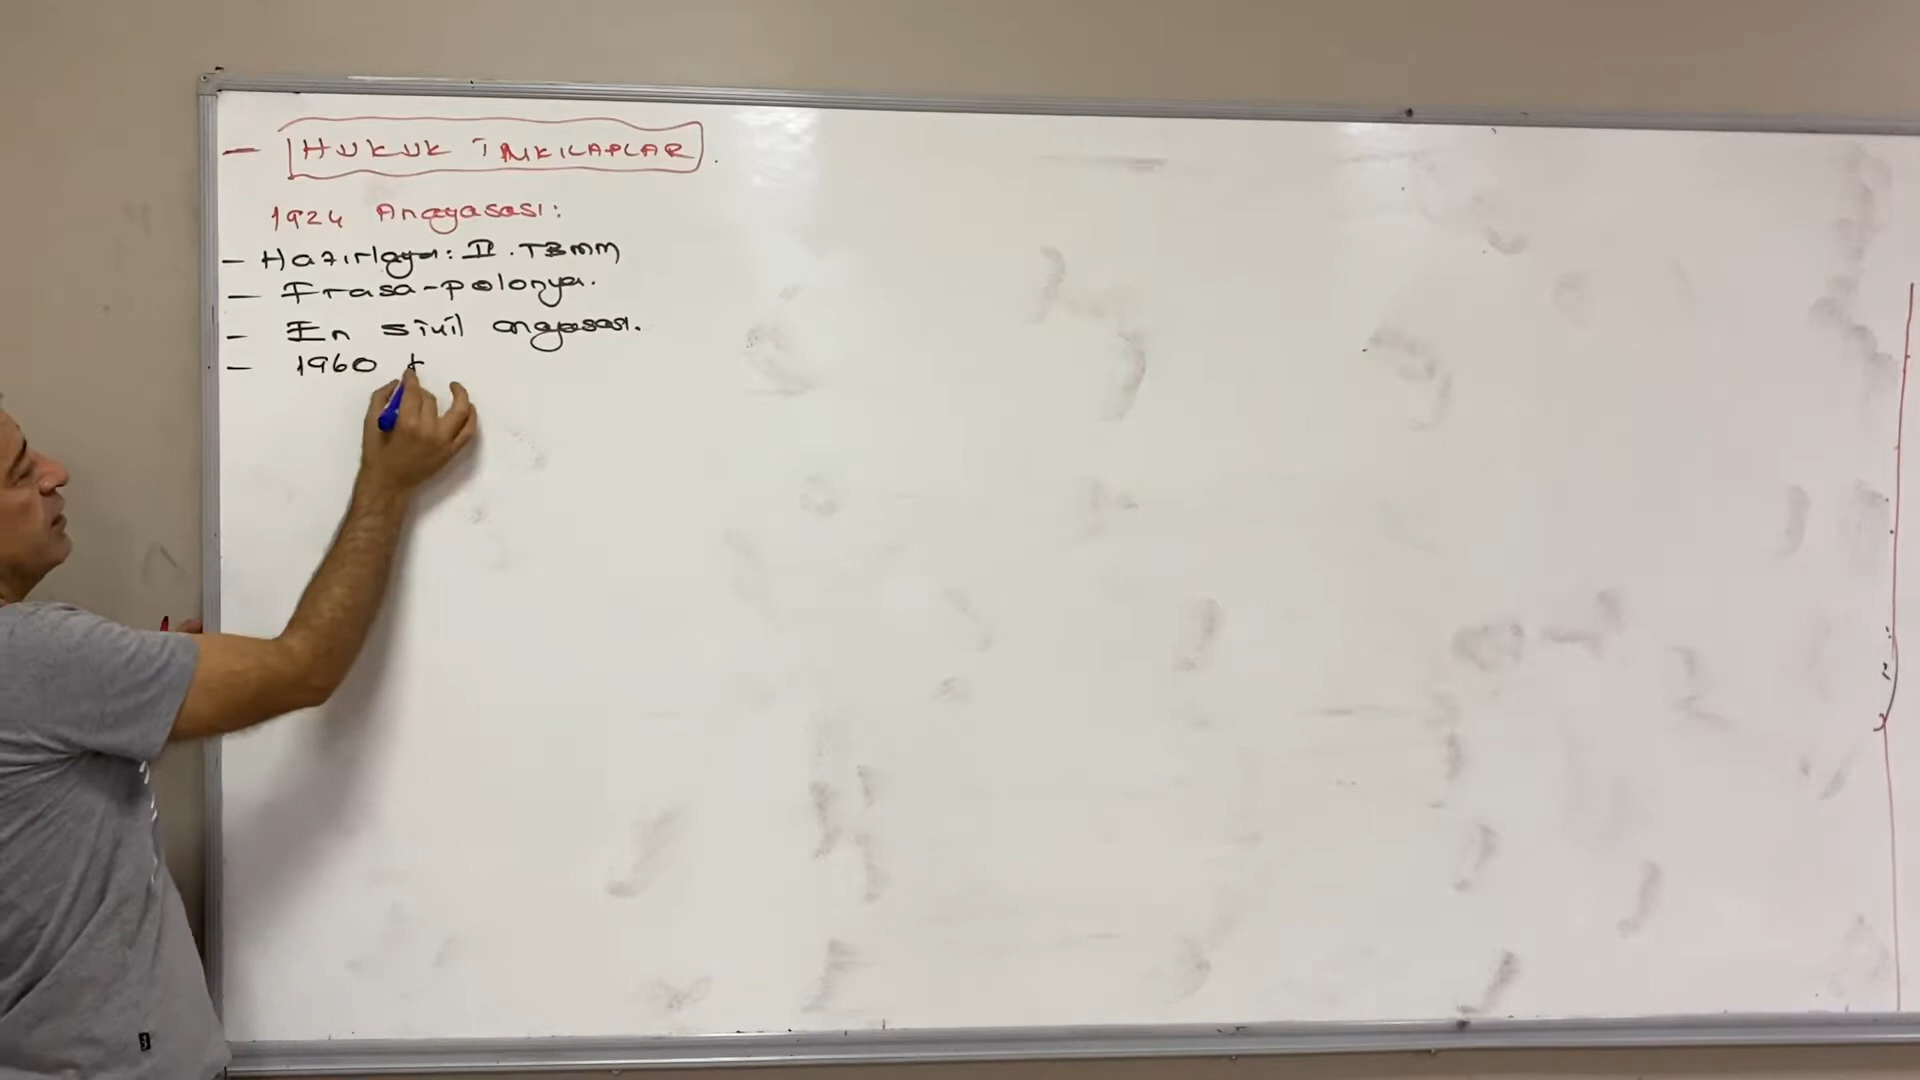 - HUKUK İNKILAPLAR.
1924 Anayasası:
- Hazırlayan: II. TBMM
- Frasa-polonya.
- En sivil anayasası.
- 1960 t